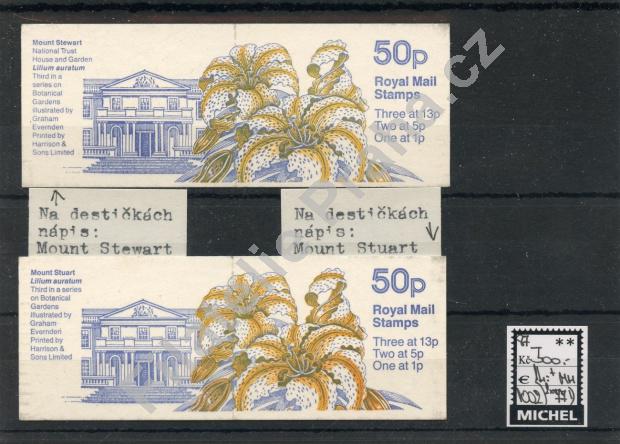 Mount Stewart
National Trust
House and Garden
Lilium auratum
Third in a
series on
Botanical
Gardens
illustrated by
Graham
Evernden
Printed by
Harrison &
Sons Limited
50p
Royal Mail
Stamps
Three at 13p
Two at 5p
One at 1p
Na destičkách
nápis:
Mount Stewart
Na destičkách
nápis:
Mount Stuart
Mount Stuart
Lilium auratum
Third in a series
on Botanical
Gardens
illustrated by
Graham
Evernden
Printed by
Harrison &
Sons Limited
50p
Royal Mail
Stamps
Three at 13p
Two at 5p
One at 1p
**
Kč 300.-
€
MICHEL